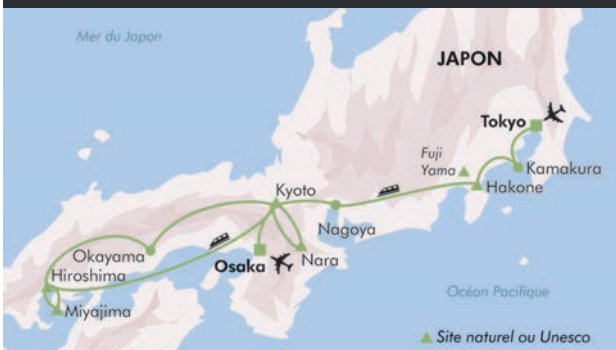 Mer du Japon
JAPON
Tokyo
Fuji
Yama
Kamakura
Hakone
Kyoto
Nagoya
Okayama
Hiroshima
Osaka
Nara
Miyajima
Océan Pacifique
Site naturel ou Unesco